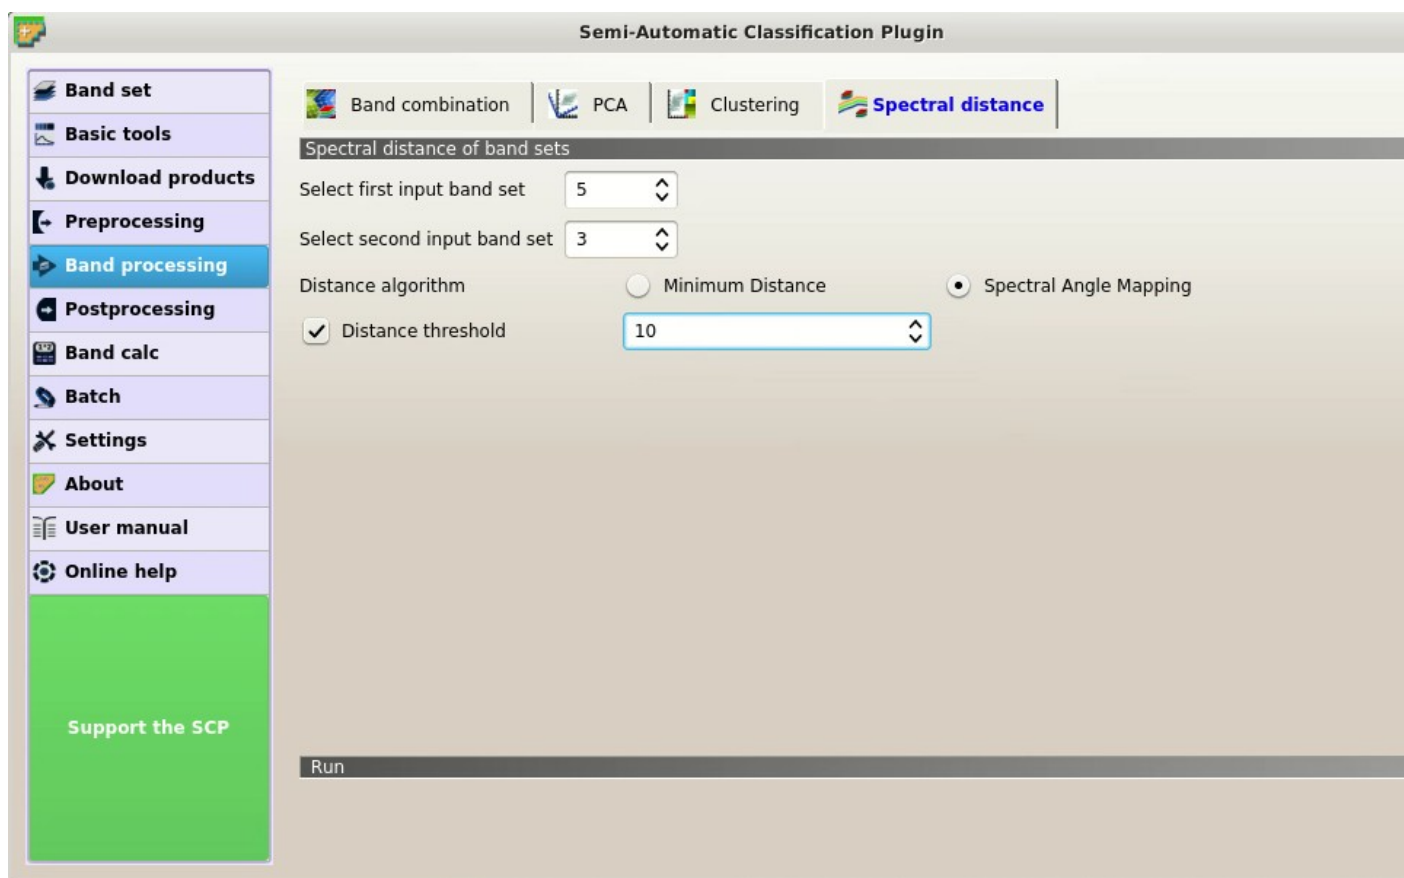 Semi-Automatic Classification Plugin
Band set
Basic tools
Download products
Preprocessing
Band processing
Postprocessing
Band calc
Batch
Settings
About
User manual
Online help
Support the SCP
Band combination PCA Clustering Spectral distance
Spectral distance of band sets
Select first input band set 5
Select second input band set 3
Distance algorithm Minimum Distance Spectral Angle Mapping
Distance threshold 10
Run